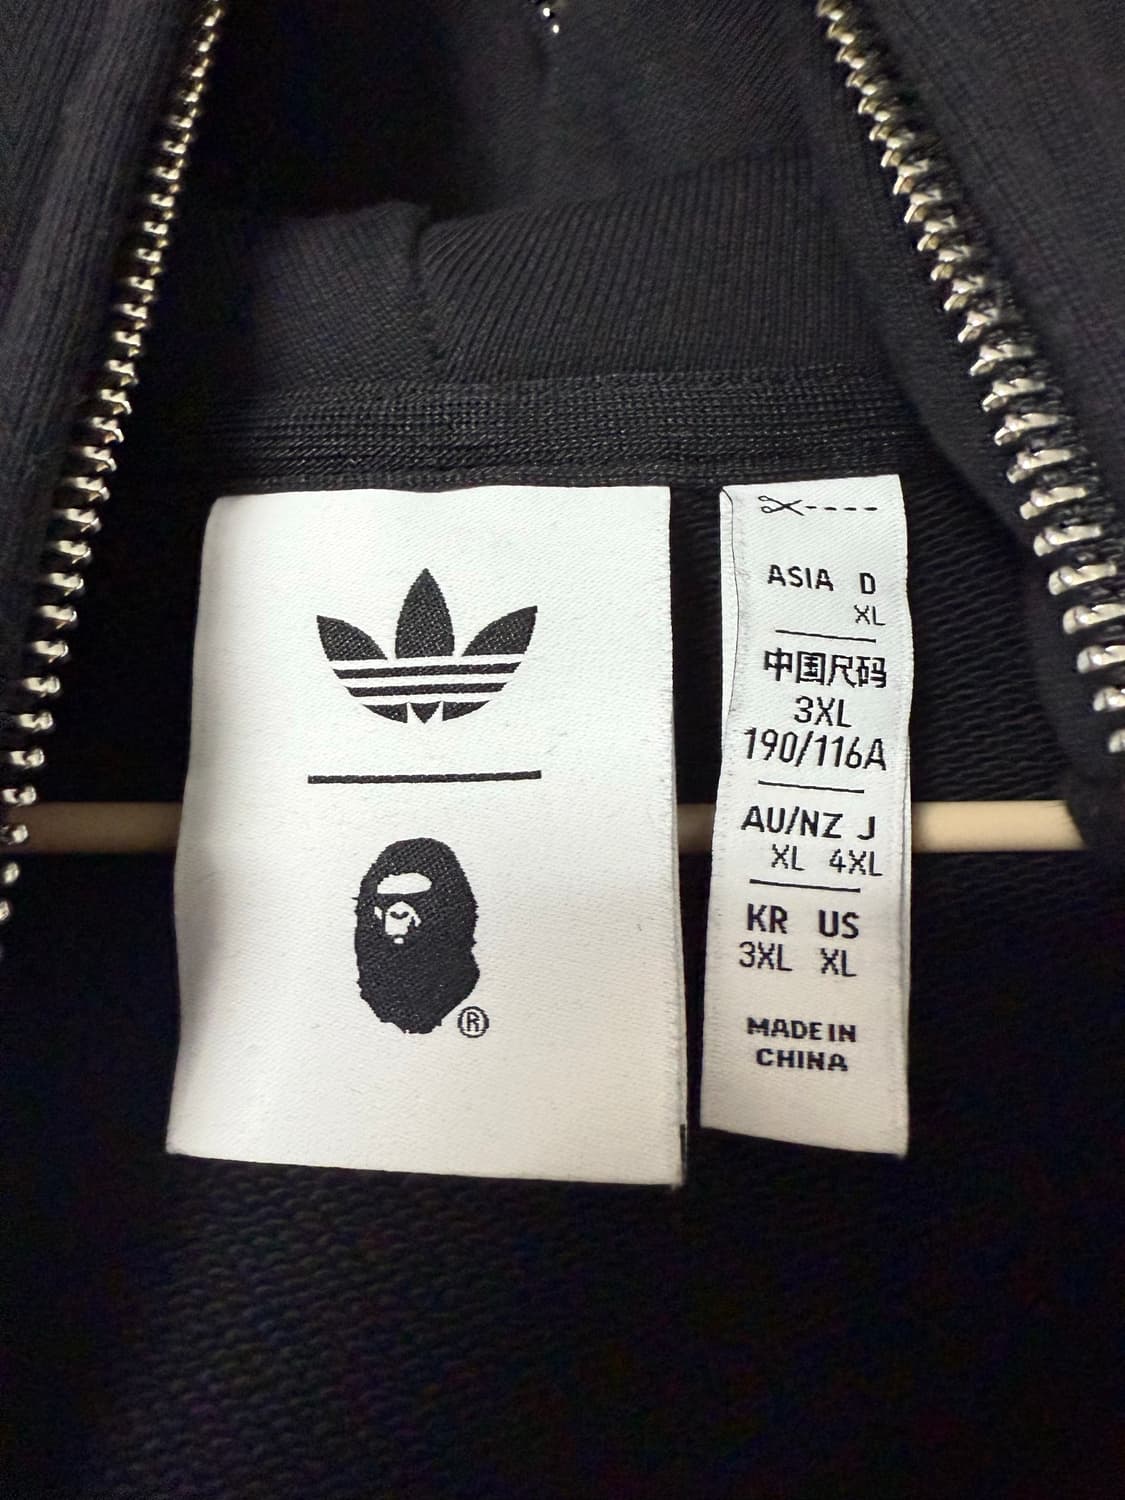 ®
ASIA D
XL
中国尺码
3XL
190/116A
AU/NZ J
XL 4XL
KR US
3XL XL
MADE IN
CHINA